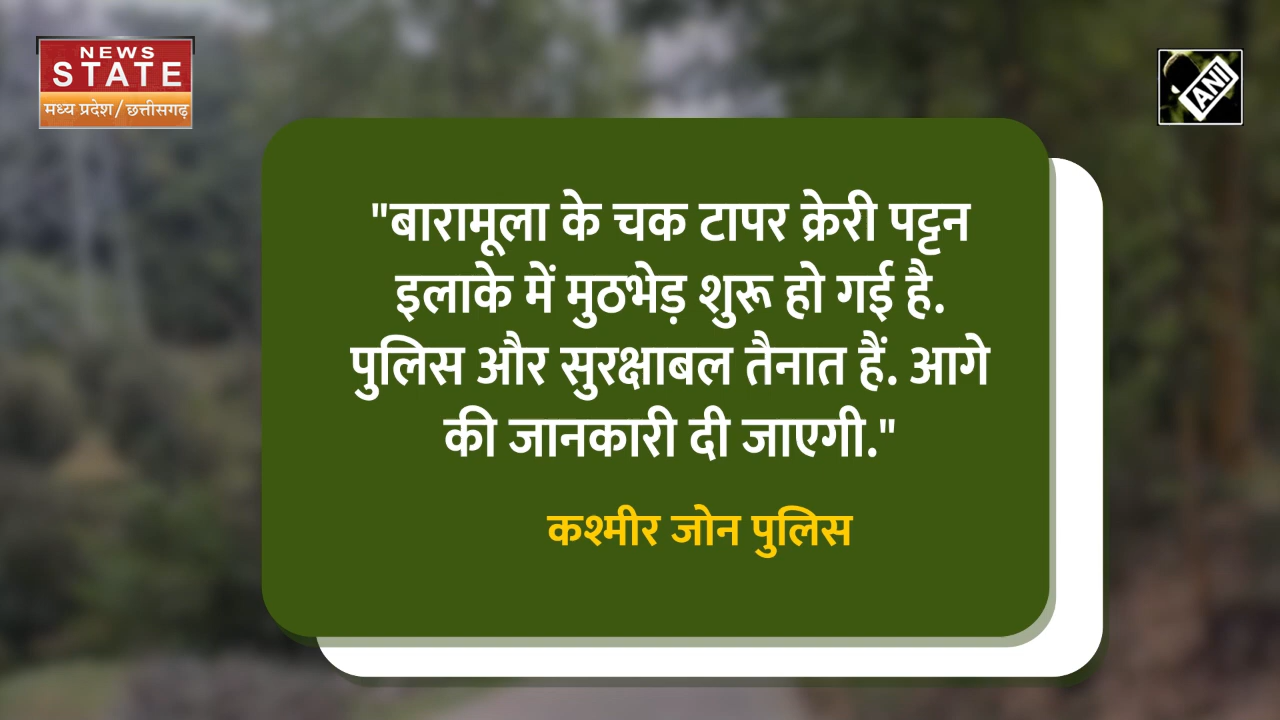 NEWS
STATE
मध्य प्रदेश/छत्तीसगढ़
ANI
"बारामूला के चक टापर क्रेरी पट्टन
इलाके में मुठभेड़ शुरू हो गई है.
पुलिस और सुरक्षाबल तैनात हैं. आगे
की जानकारी दी जाएगी."
कश्मीर जोन पुलिस